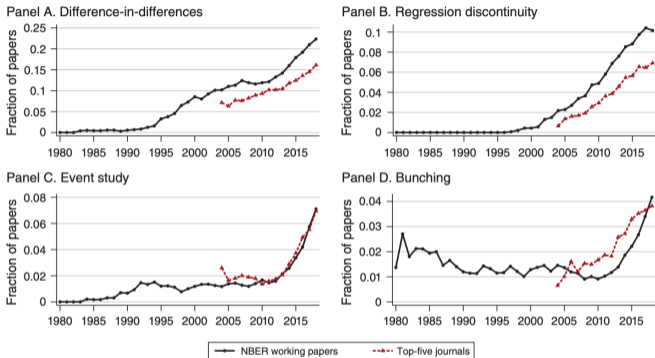 Panel A. Difference-in-differences
Fraction of papers
0.25
0.2
0.15
0.1
0.05
0
1980 1985 1990 1995 2000 2005 2010 2015
Panel B. Regression discontinuity
Fraction of papers
0.1
0.08
0.06
0.04
0.02
0
1980 1985 1990 1995 2000 2005 2010 2015
Panel C. Event study
Fraction of papers
0.08
0.06
0.04
0.02
0
1980 1985 1990 1995 2000 2005 2010 2015
Panel D. Bunching
Fraction of papers
0.04
0.03
0.02
0.01
0
1980 1985 1990 1995 2000 2005 2010 2015
NBER working papers
Top-five journals